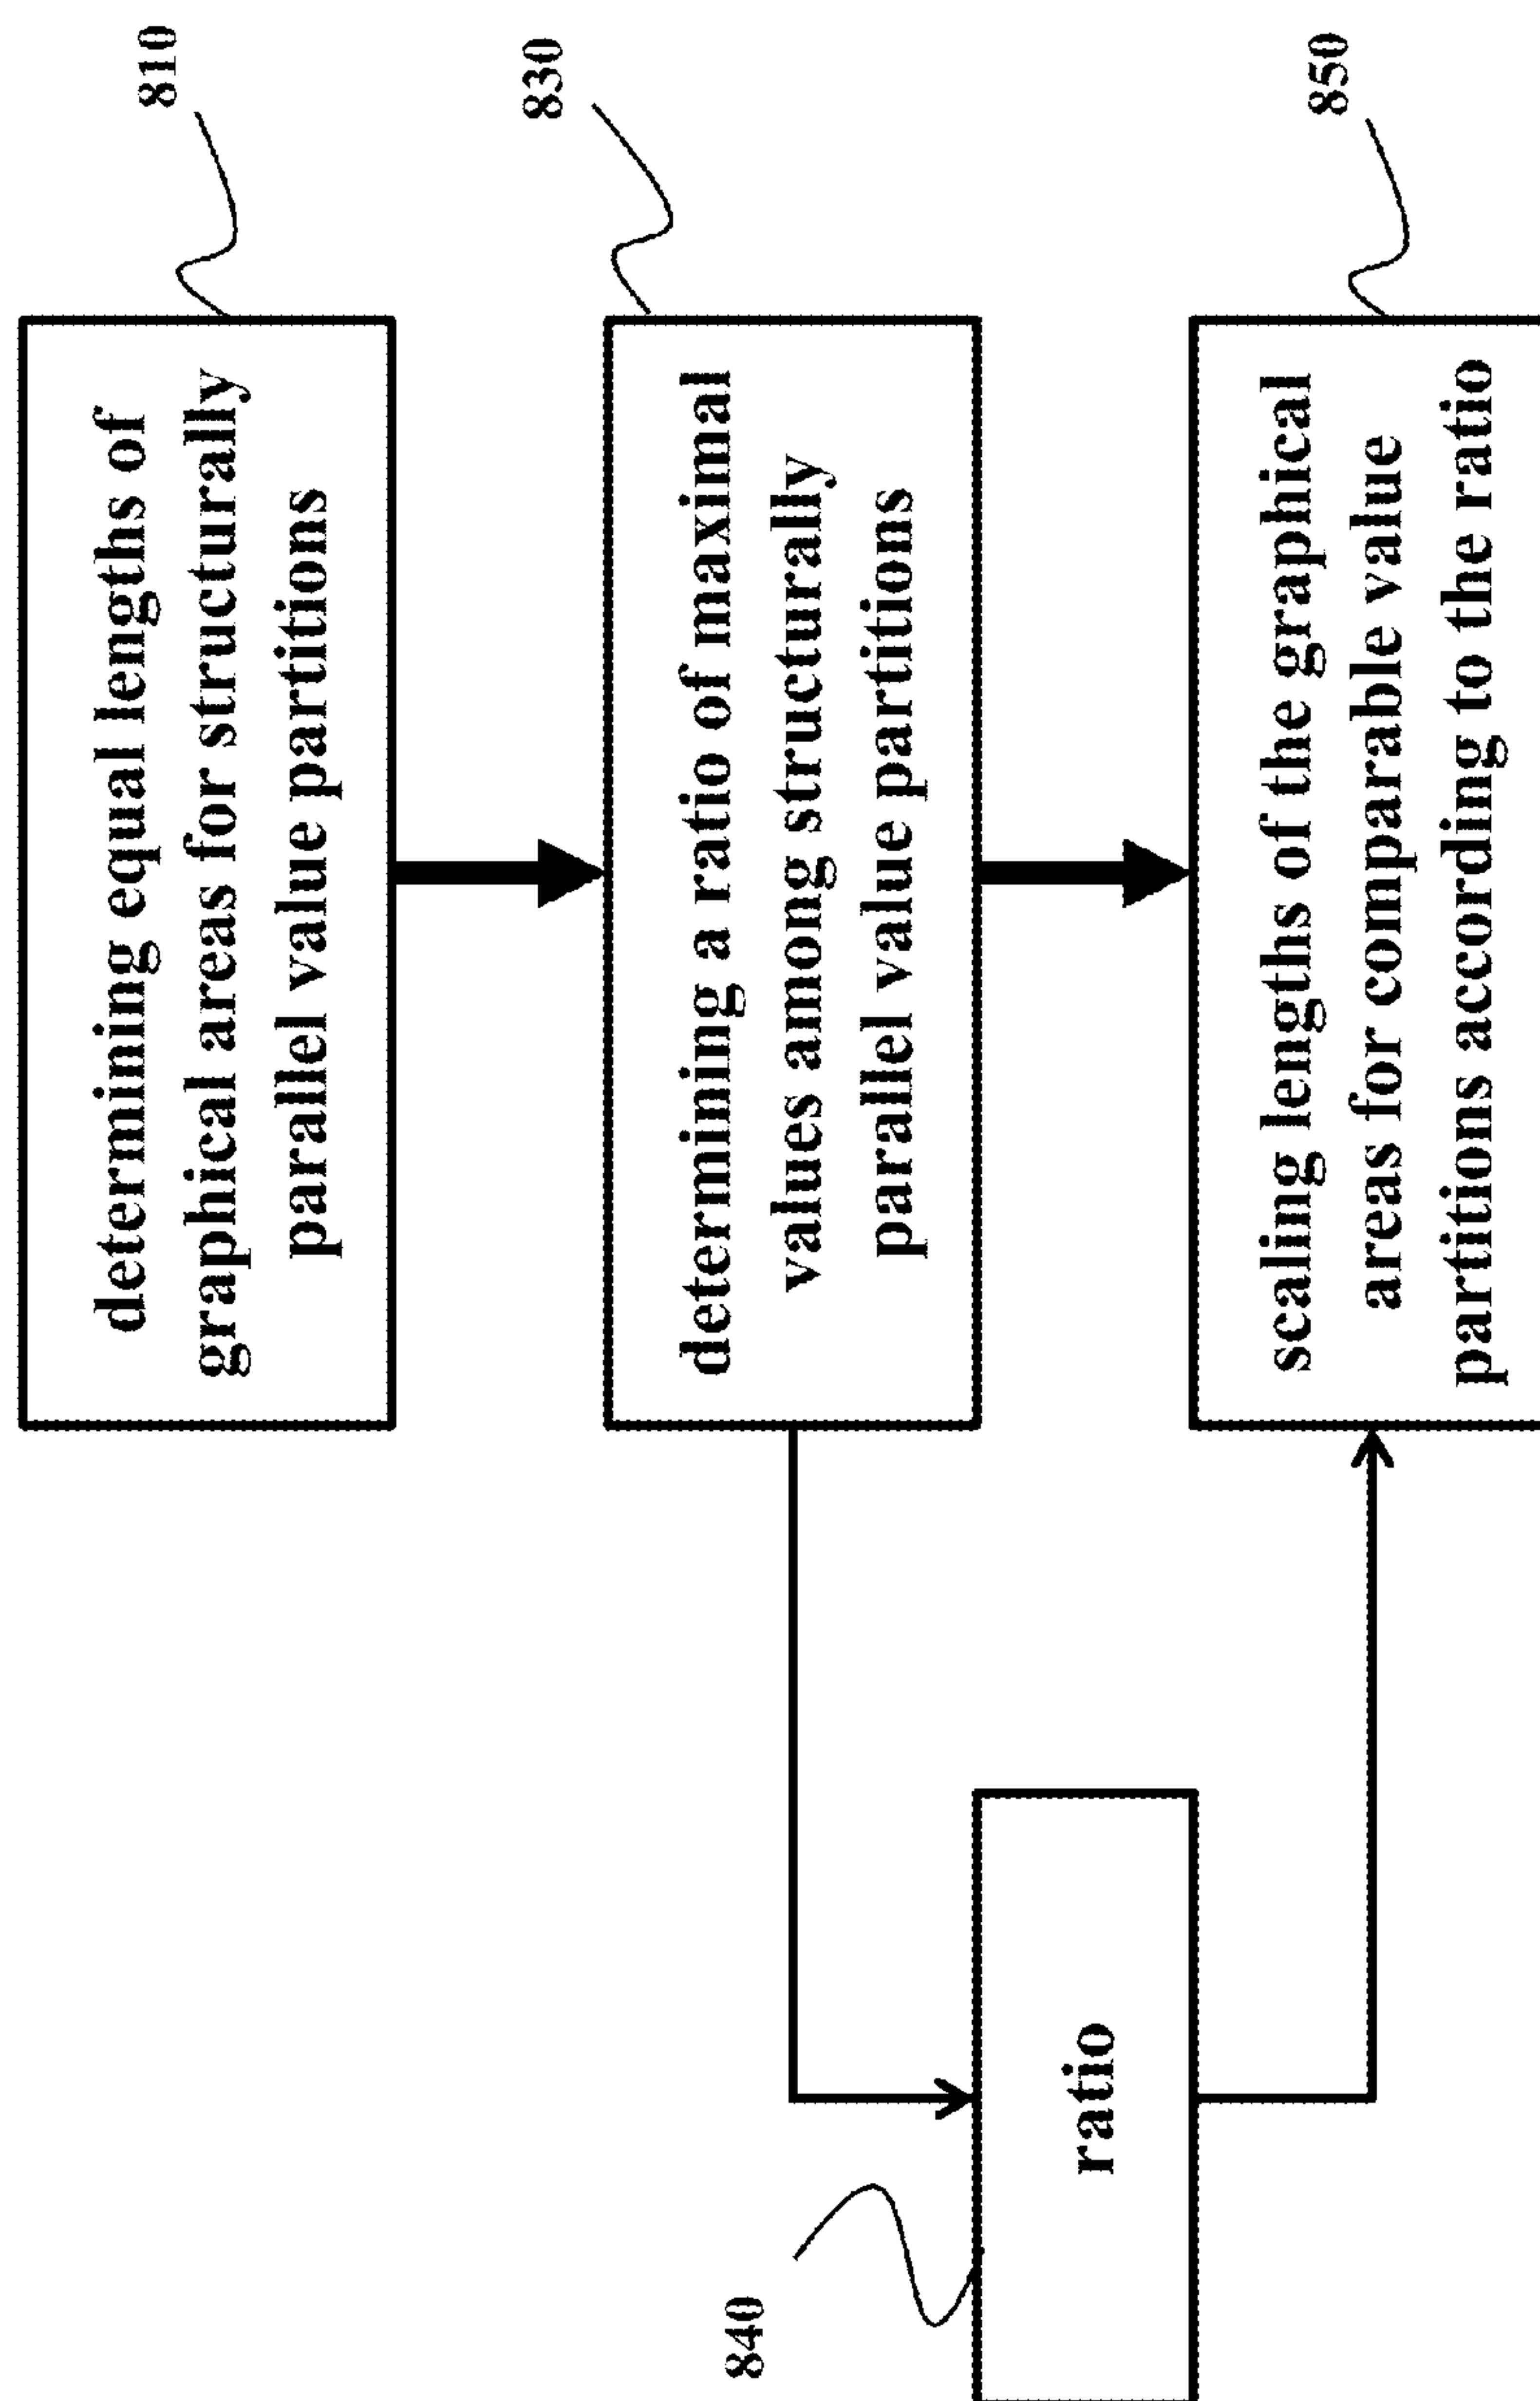 810
determining equal lengths of
graphical areas for structurally
parallel value partitions
830
determining a ratio of maximal
values among structurally
parallel value partitions
840
ratio
850
scaling lengths of the graphical
areas for comparable value
partitions according to the ratio